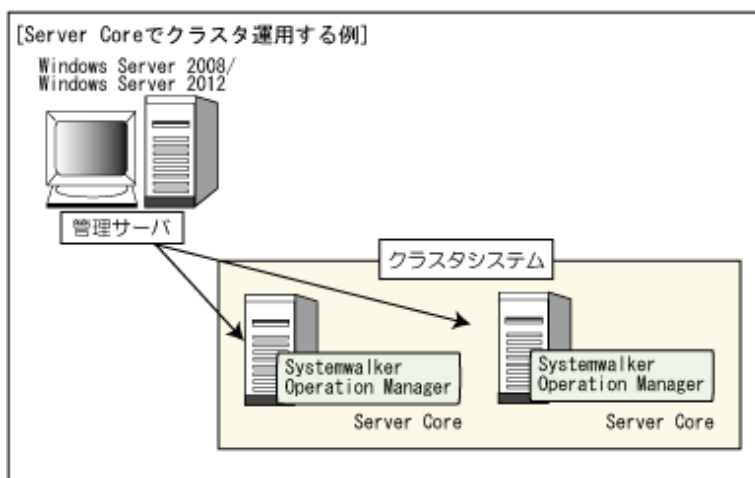 [Server Coreでクラスタ運用する例]
Windows Server 2008/
Windows Server 2012
管理サーバ
クラスタシステム
Systemwalker
Operation Manager
Server Core
Systemwalker
Operation Manager
Server Core